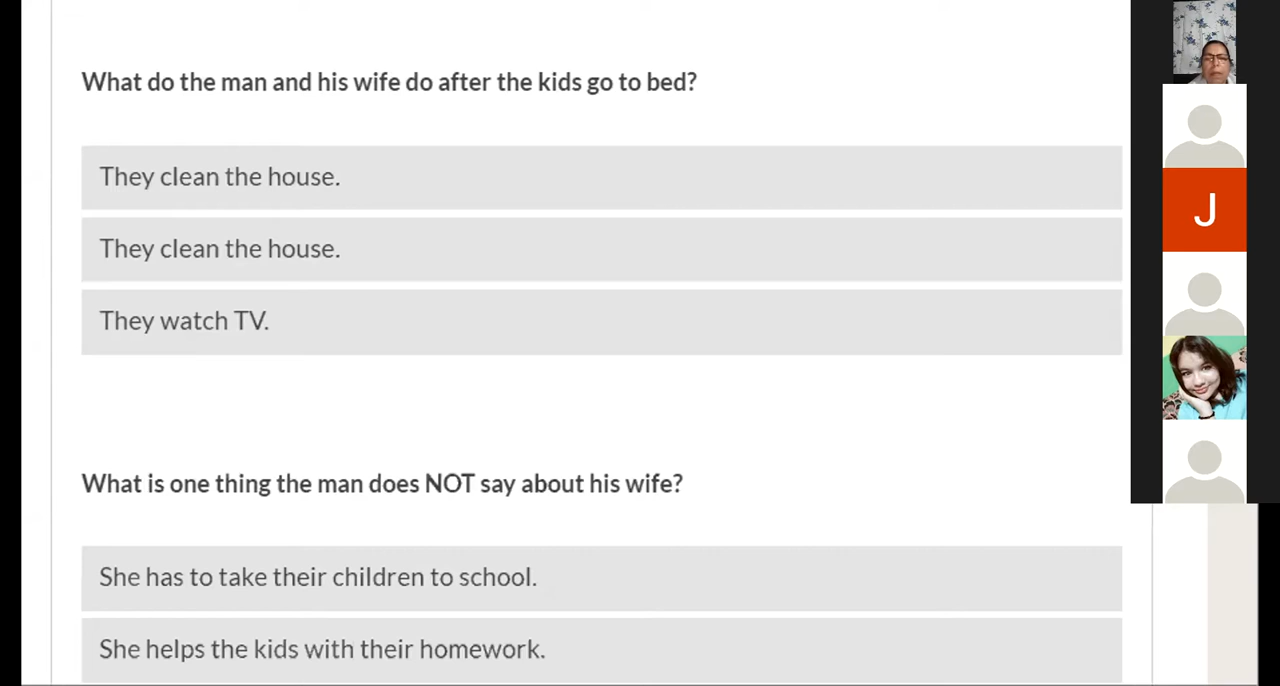 What do the man and his wife do after the kids go to bed?
They clean the house.
They clean the house.
They watch TV.
J
What is one thing the man does NOT say about his wife?
She has to take their children to school.
She helps the kids with their homework.